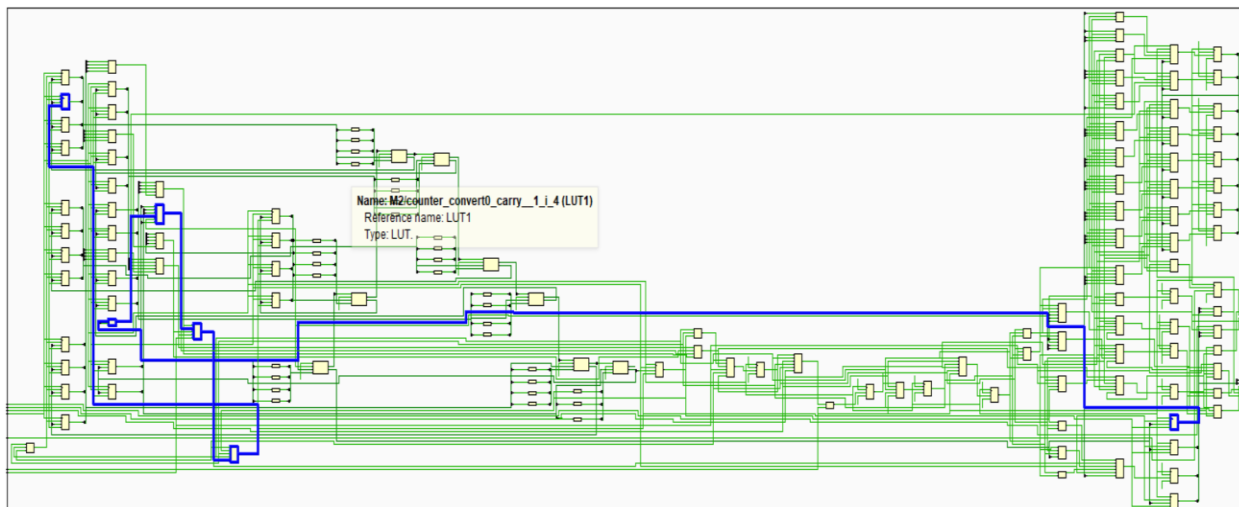 Name: M2/counter_convert0_carry__1_i_4 (LUT1)
Reference name: LUT1
Type: LUT.